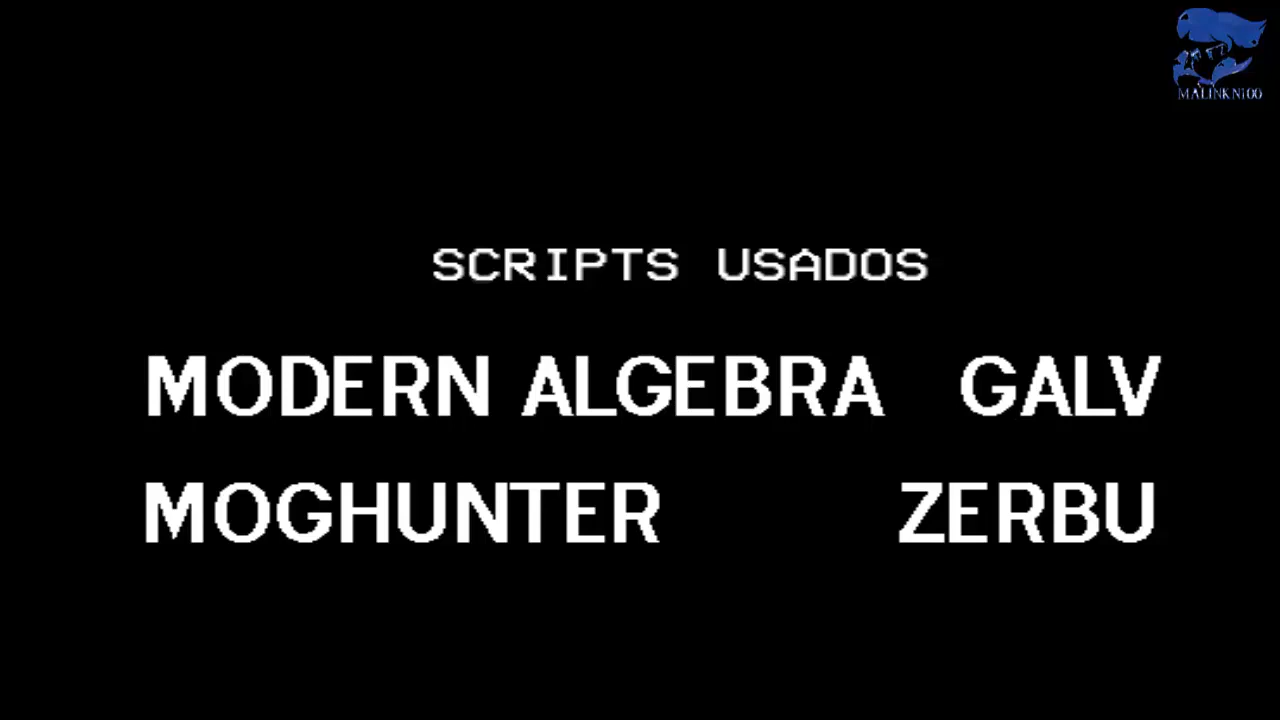 MALINKN100
SCRIPTS USADOS
MODERN ALGEBRA GALV
MOGHUNTER ZERBU